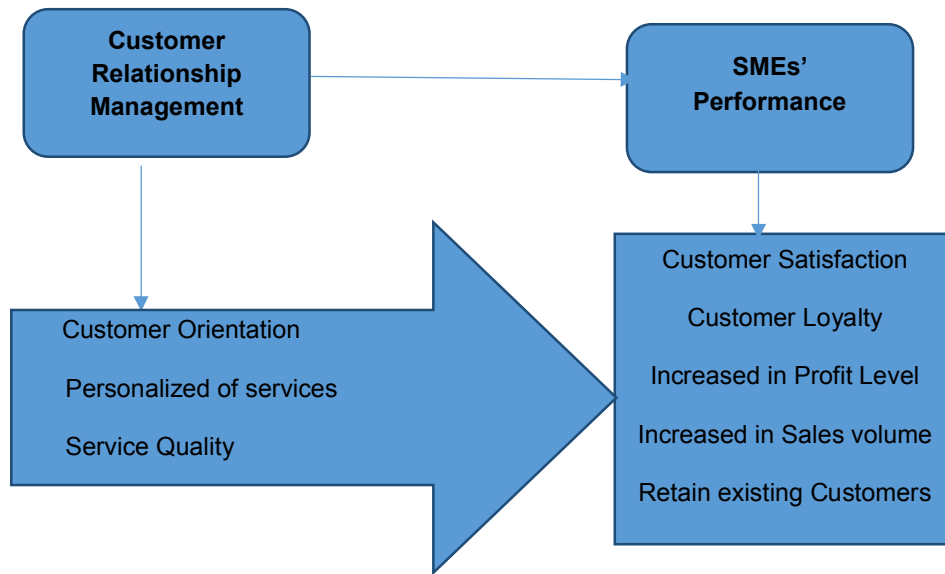 Customer
Relationship
Management
SMEs'
Performance
Customer Orientation
Personalized of services
Service Quality
Customer Satisfaction
Customer Loyalty
Increased in Profit Level
Increased in Sales volume
Retain existing Customers